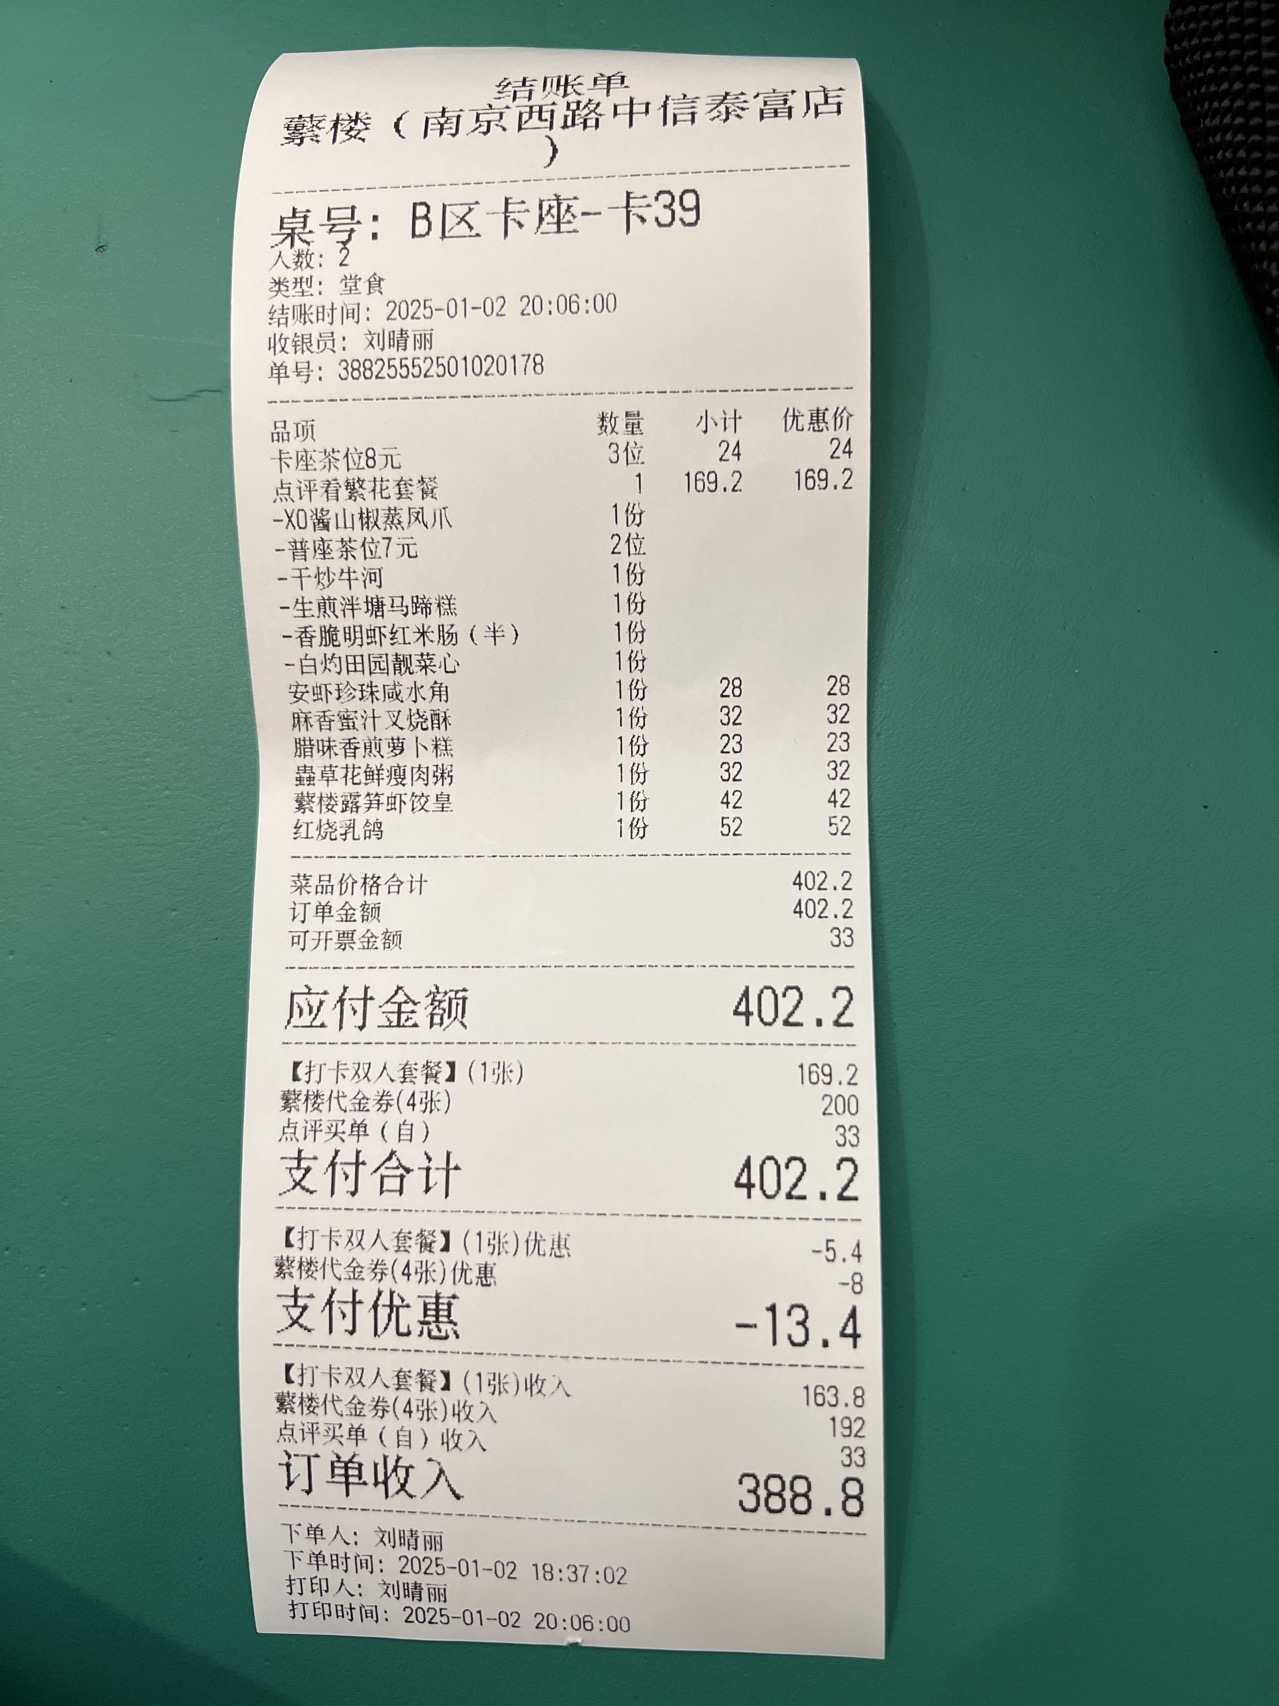 结账单
蘩楼（南京西路中信泰富店
）
桌号: B区卡座-卡39
人数: 2
类型: 堂食
结账时间: 2025-01-02 20:06:00
收银员: 刘晴丽
单号: 38825552501020178
品项 数量 小计 优惠价
卡座茶位8元 3位 24 24
点评看繁花套餐 1 169.2 169.2
-XO酱山椒蒸凤爪 1份
-普座茶位7元 2位
-干炒牛河 1份
-生煎泮塘马蹄糕 1份
-香脆明虾红米肠（半） 1份
-白灼田园靓菜心 1份
安虾珍珠咸水角 1份 28 28
麻香蜜汁叉烧酥 1份 32 32
腊味香煎萝卜糕 1份 23 23
蟲草花鲜瘦肉粥 1份 32 32
蘩楼露笋虾饺皇 1份 42 42
红烧乳鸽 1份 52 52
菜品价格合计 402.2
订单金额 402.2
可开票金额 33
应付金额 402.2
【打卡双人套餐】(1张) 169.2
蘩楼代金券(4张) 200
点评买单（自） 33
支付合计 402.2
【打卡双人套餐】(1张)优惠 -5.4
蘩楼代金券(4张)优惠 -8
支付优惠 -13.4
【打卡双人套餐】(1张)收入 163.8
蘩楼代金券(4张)收入 192
点评买单（自）收入 33
订单收入 388.8
下单人: 刘晴丽
下单时间: 2025-01-02 18:37:02
打印人: 刘晴丽
打印时间: 2025-01-02 20:06:00